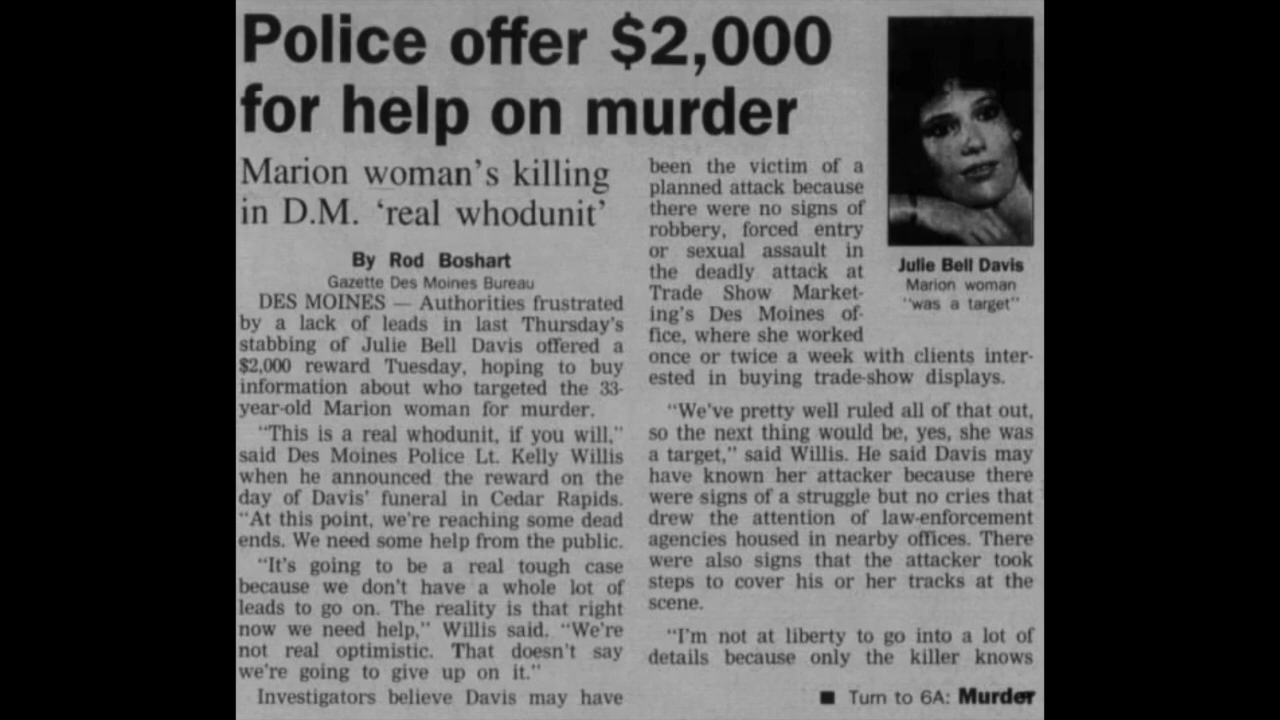 Police offer $2,000
for help on murder
Marion woman's killing
in D.M. 'real whodunit'
By Rod Boshart
Gazette Des Moines Bureau
DES MOINES — Authorities frustrated
by a lack of leads in last Thursday's
stabbing of Julie Bell Davis offered a
$2,000 reward Tuesday, hoping to buy
information about who targeted the 33-
year-old Marion woman for murder.
"This is a real whodunit, if you will,"
said Des Moines Police Lt. Kelly Willis
when he announced the reward on the
day of Davis' funeral in Cedar Rapids.
"At this point, we're reaching some dead
ends. We need some help from the public.
"It's going to be a real tough case
because we don't have a whole lot of
leads to go on. The reality is that right
now we need help," Willis said. "We're
not real optimistic. That doesn't say
we're going to give up on it."
Investigators believe Davis may have
been the victim of a
planned attack because
there were no signs of
robbery, forced entry
or sexual assault in
the deadly attack at
Trade Show Market-
ing's Des Moines of-
fice, where she worked
once or twice a week with clients inter-
ested in buying trade-show displays.
"We've pretty well ruled all of that out,
so the next thing would be, yes, she was
a target," said Willis. He said Davis may
have known her attacker because there
were signs of a struggle but no cries that
drew the attention of law-enforcement
agencies housed in nearby offices. There
were also signs that the attacker took
steps to cover his or her tracks at the
scene.
"I'm not at liberty to go into a lot of
details because only the killer knows
■ Turn to 6A: Murder
Julie Bell Davis
Marion woman
"was a target"